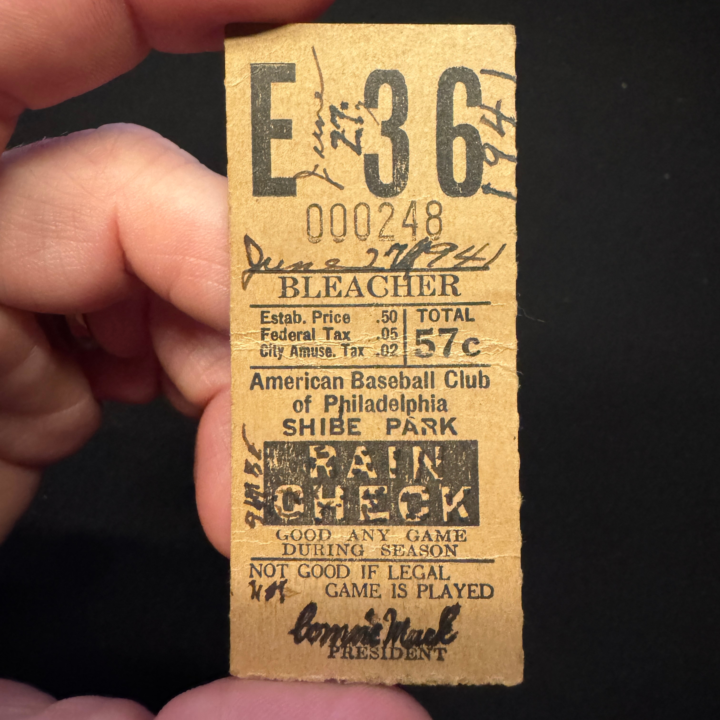 E 36
June
27.
1941
000248
June 27 1941
BLEACHER
Estab. Price .50
Federal Tax .05
City Amuse. Tax .02
TOTAL
57c
American Baseball Club
of Philadelphia
SHIBE PARK
RAIN
CHECK
GOOD ANY GAME
DURING SEASON
NOT GOOD IF LEGAL
GAME IS PLAYED
Connie Mack
PRESIDENT